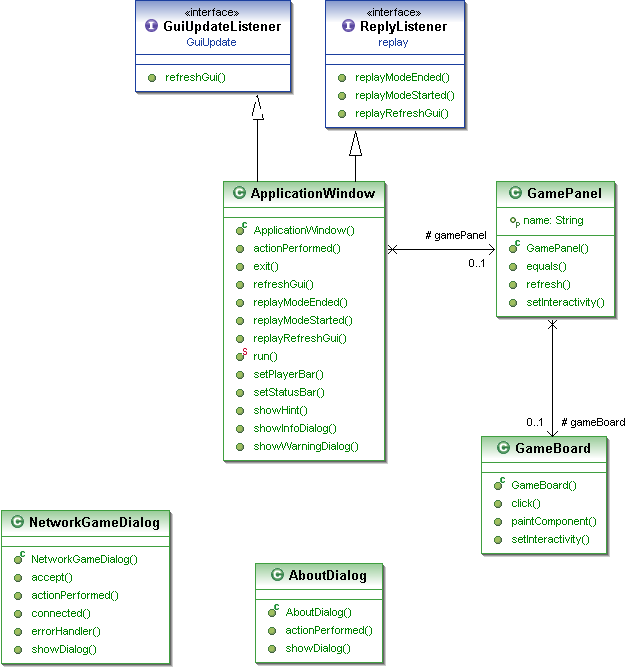 «interface»
GuiUpdateListener
GuiUpdate
refreshGui()
«interface»
ReplyListener
replay
replayModeEnded()
replayModeStarted()
replayRefreshGui()
ApplicationWindow
ApplicationWindow()
actionPerformed()
exit()
refreshGui()
replayModeEnded()
replayModeStarted()
replayRefreshGui()
run()
setPlayerBar()
setStatusBar()
showHint()
showInfoDialog()
showWarningDialog()
# gamePanel
0..1
GamePanel
name: String
GamePanel()
equals()
refresh()
setInteractivity()
0..1 # gameBoard
GameBoard
GameBoard()
click()
paintComponent()
setInteractivity()
NetworkGameDialog
NetworkGameDialog()
accept()
actionPerformed()
connected()
errorHandler()
showDialog()
AboutDialog
AboutDialog()
actionPerformed()
showDialog()